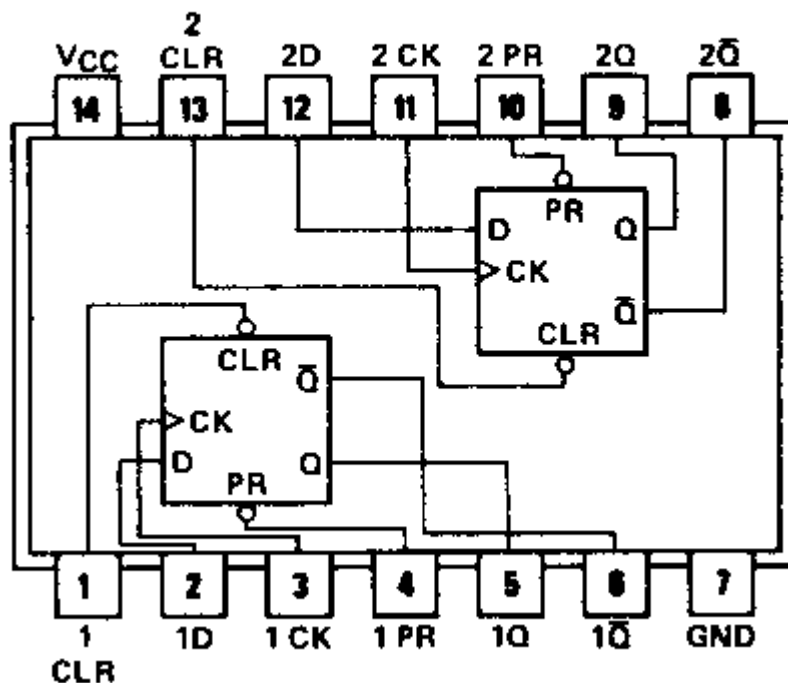 2
VCC CLR 2D 2 CK 2 PR 2Q 2Q̅
14 13 12 11 10 9 8
PR
D Q
CK
Q̅
CLR
CLR
Q̅
CK
D Q
PR
1 2 3 4 5 6 7
1 1D 1 CK 1 PR 1Q 1Q̅ GND
CLR